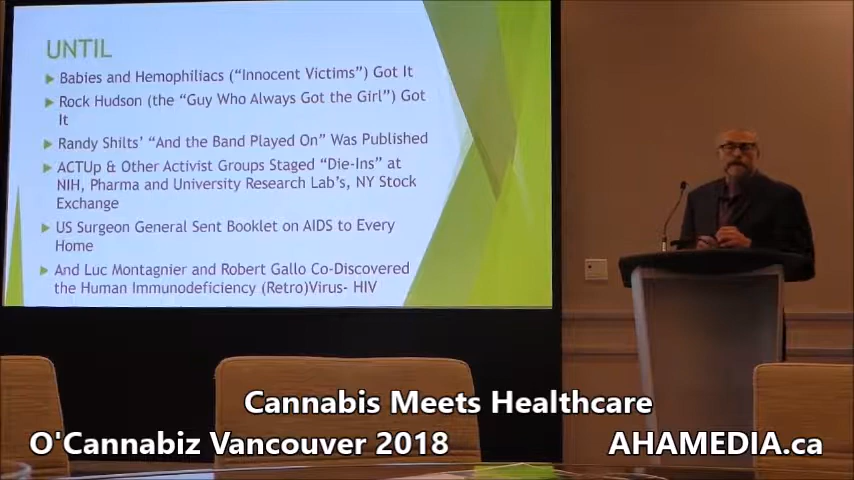 UNTIL
Babies and Hemophiliacs (“Innocent Victims”) Got It
Rock Hudson (the “Guy Who Always Got the Girl”) Got
It
Randy Shilts’ “And the Band Played On” Was Published
ACTUp & Other Activist Groups Staged “Die-Ins” at
NIH, Pharma and University Research Lab’s, NY Stock
Exchange
US Surgeon General Sent Booklet on AIDS to Every
Home
And Luc Montagnier and Robert Gallo Co-Discovered
the Human Immunodeficiency (Retro)Virus- HIV
Cannabis Meets Healthcare
O'Cannabiz Vancouver 2018
AHAMEDIA.ca